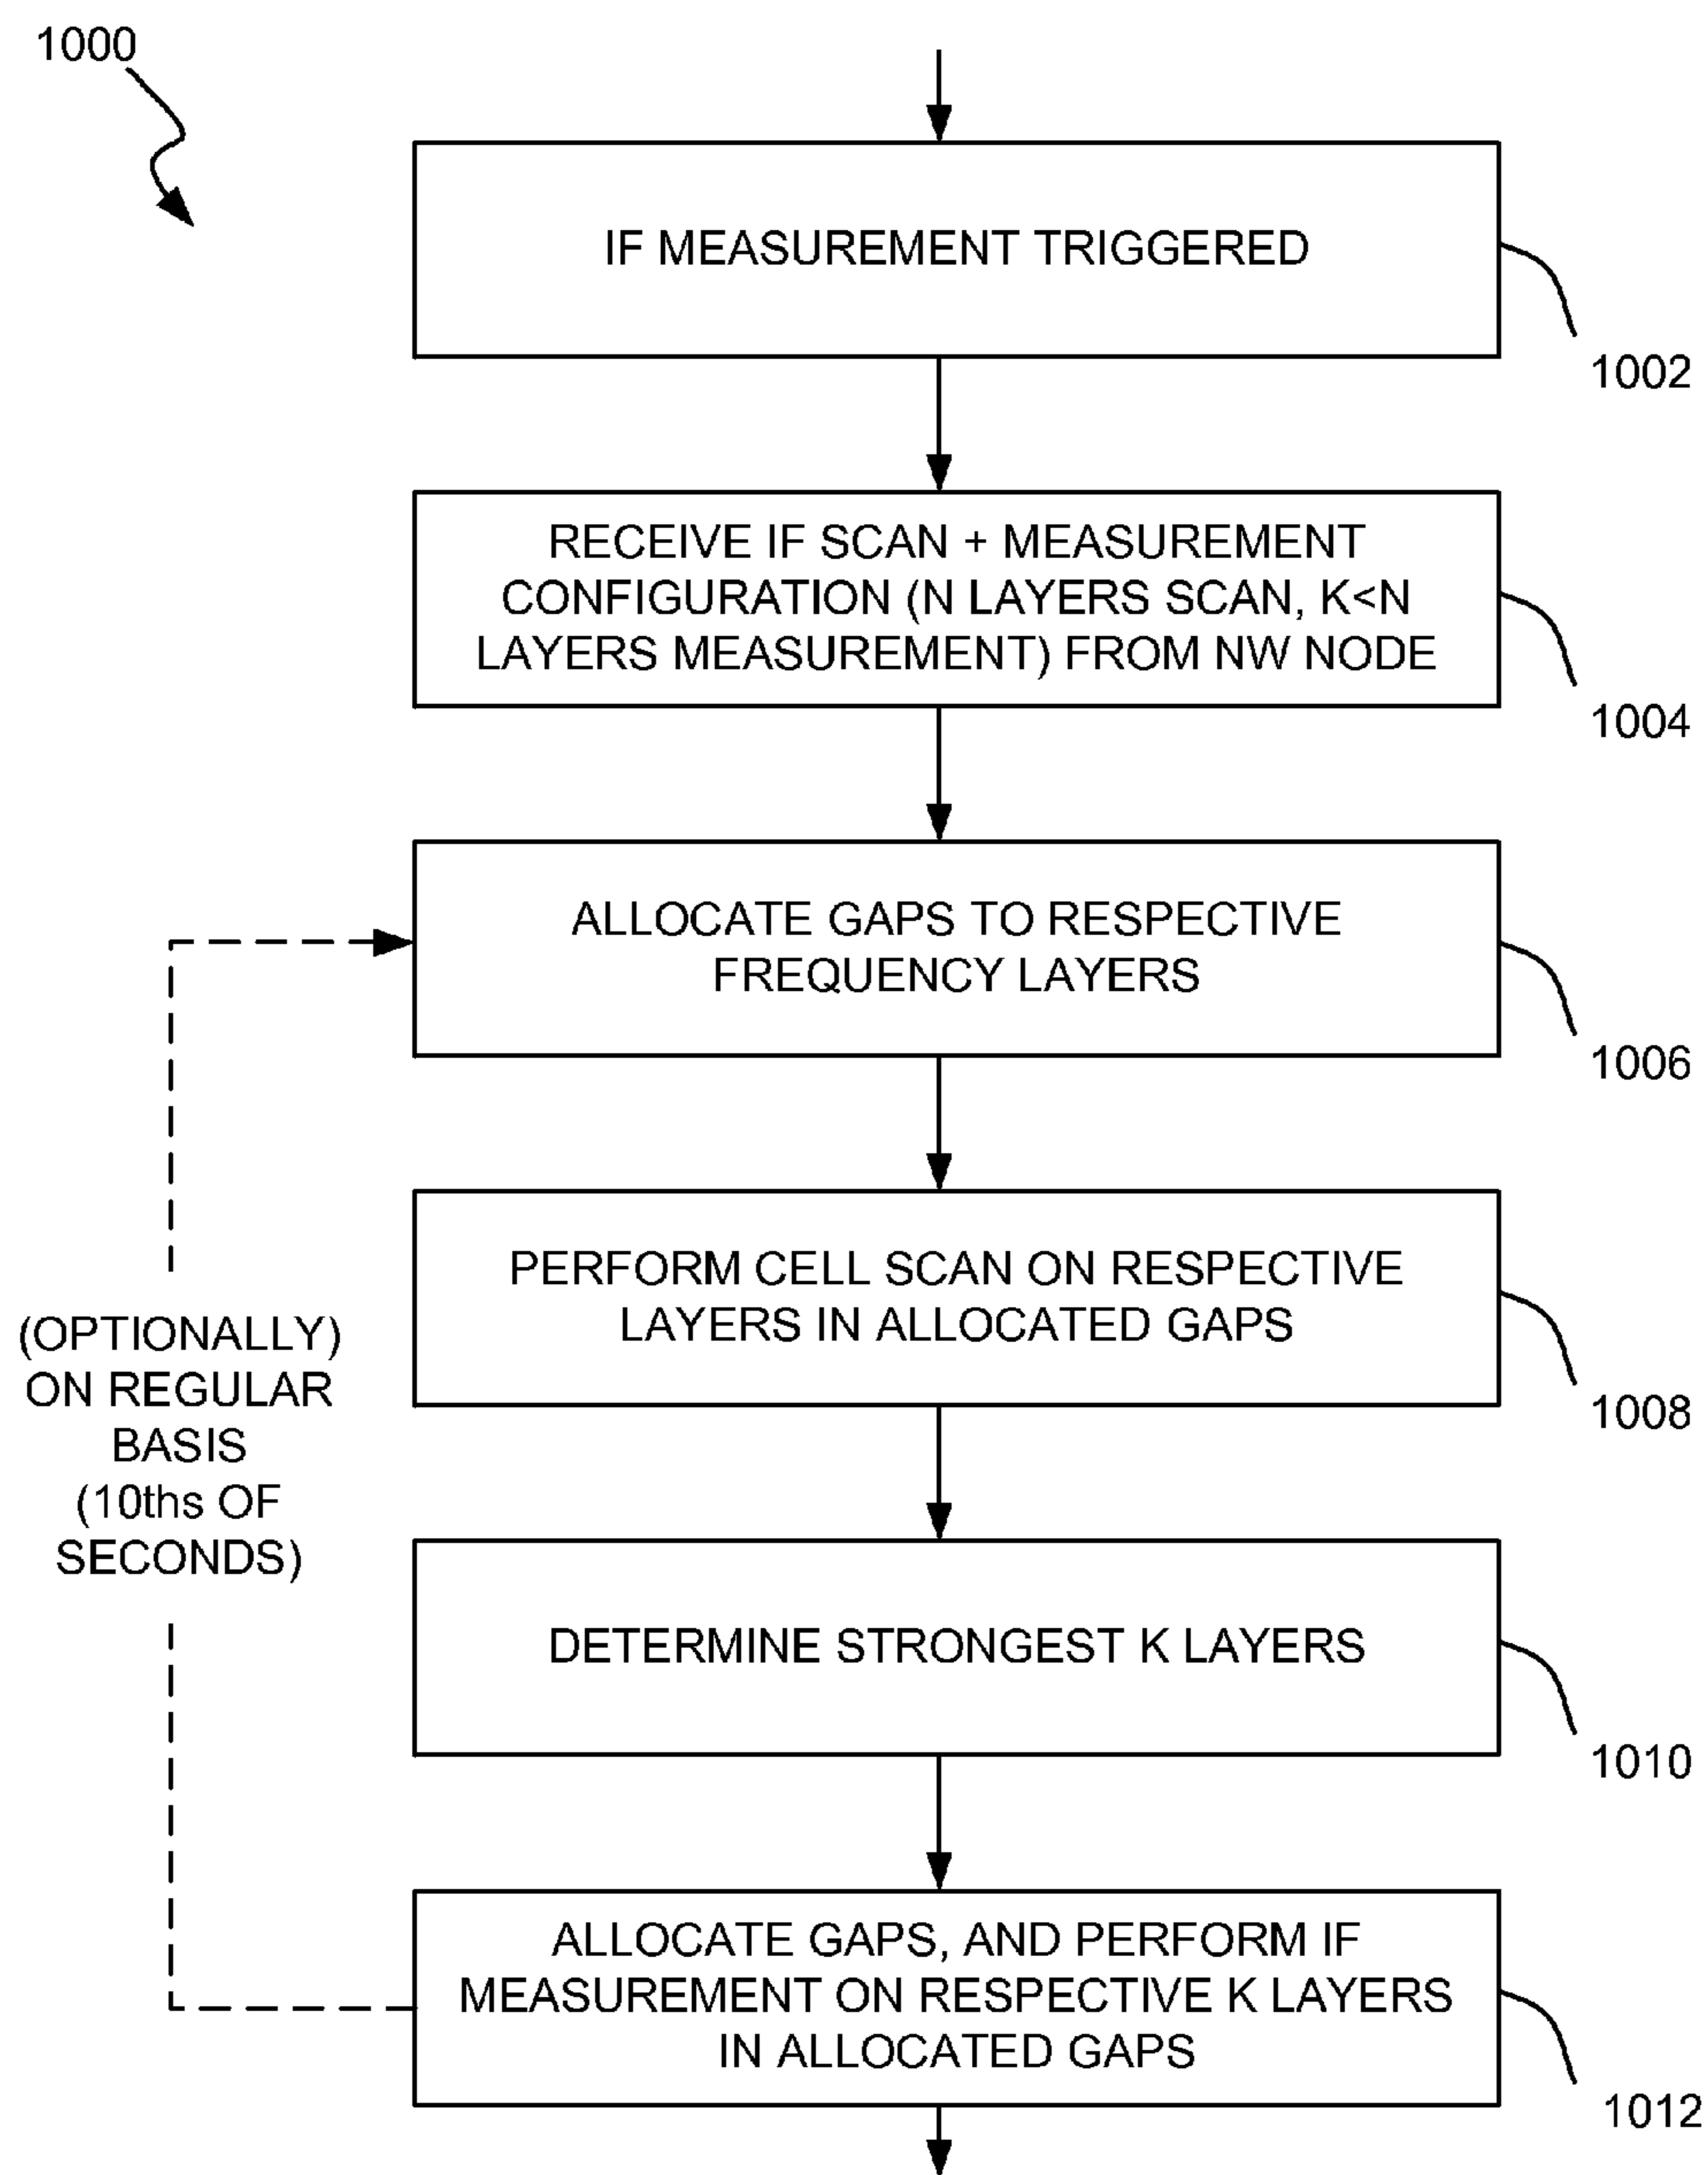 1000
IF MEASUREMENT TRIGGERED
1002
RECEIVE IF SCAN + MEASUREMENT
CONFIGURATION (N LAYERS SCAN, K<N
LAYERS MEASUREMENT) FROM NW NODE
1004
ALLOCATE GAPS TO RESPECTIVE
FREQUENCY LAYERS
1006
PERFORM CELL SCAN ON RESPECTIVE
LAYERS IN ALLOCATED GAPS
1008
(OPTIONALLY)
ON REGULAR
BASIS
(10ths OF
SECONDS)
DETERMINE STRONGEST K LAYERS
1010
ALLOCATE GAPS, AND PERFORM IF
MEASUREMENT ON RESPECTIVE K LAYERS
IN ALLOCATED GAPS
1012